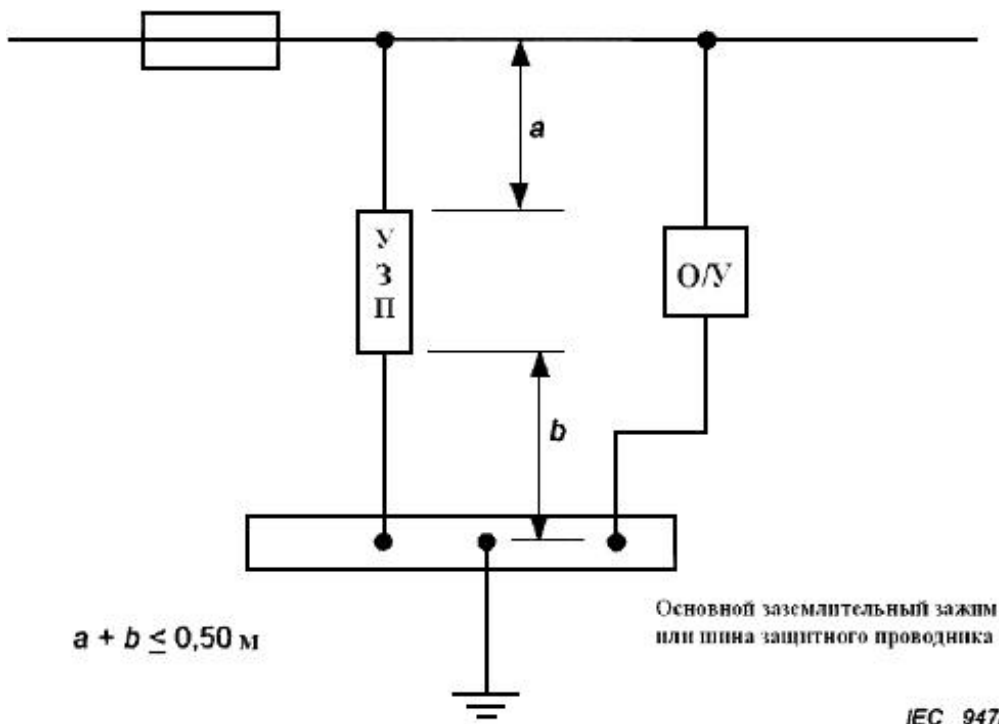 a
У
З
П
О/У
b
a + b ≤ 0,50 м
Основной заземлительный зажим
или шина защитного проводника
IEC 947